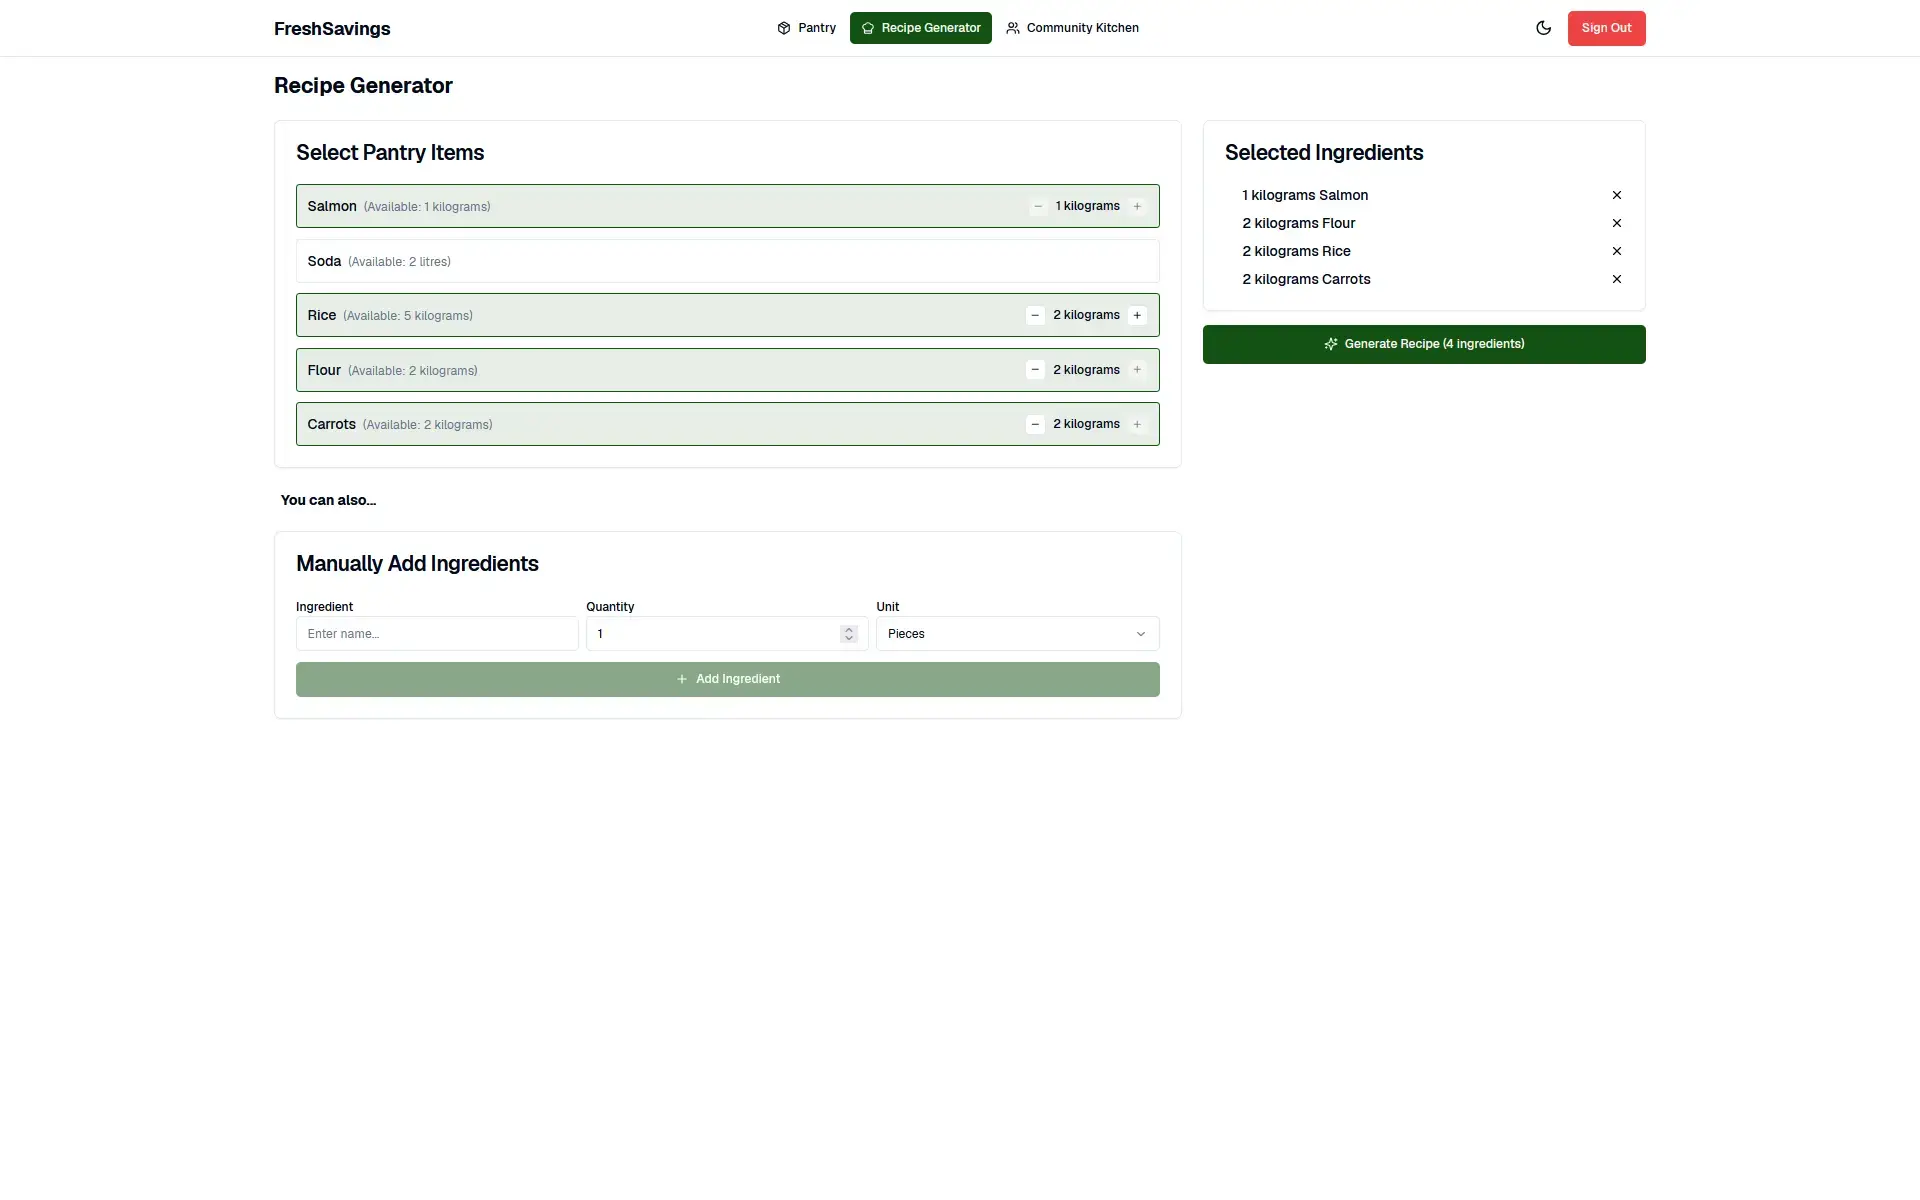 FreshSavings
Pantry
Recipe Generator
Community Kitchen
Sign Out
Recipe Generator
Select Pantry Items
Salmon (Available: 1 kilograms)
− 1 kilograms +
Soda (Available: 2 litres)
Rice (Available: 5 kilograms)
− 2 kilograms +
Flour (Available: 2 kilograms)
− 2 kilograms +
Carrots (Available: 2 kilograms)
− 2 kilograms +
Selected Ingredients
1 kilograms Salmon
2 kilograms Flour
2 kilograms Rice
2 kilograms Carrots
Generate Recipe (4 ingredients)
You can also...
Manually Add Ingredients
Ingredient
Enter name...
Quantity
1
Unit
Pieces
+ Add Ingredient